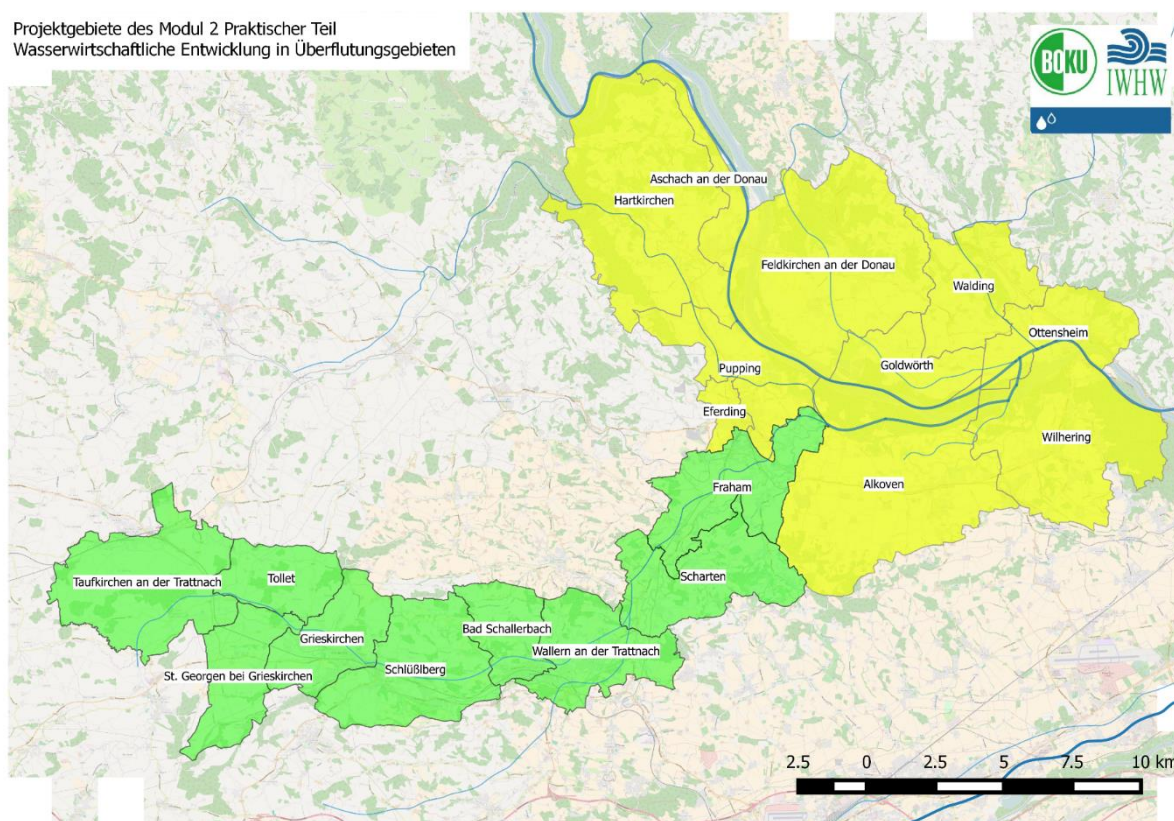 Projektgebiete des Modul 2 Praktischer Teil
Wasserwirtschaftliche Entwicklung in Überflutungsgebieten
BOKU
IWHW
Aschach an der Donau
Hartkirchen
Feldkirchen an der Donau
Walding
Ottensheim
Goldwörth
Pupping
Eferding
Wilhering
Alkoven
Fraham
Scharten
Taufkirchen an der Trattnach
Tollet
Grieskirchen
Bad Schallerbach
Wallern an der Trattnach
Schlüßlberg
St. Georgen bei Grieskirchen
2.5 0 2.5 5 7.5 10 km